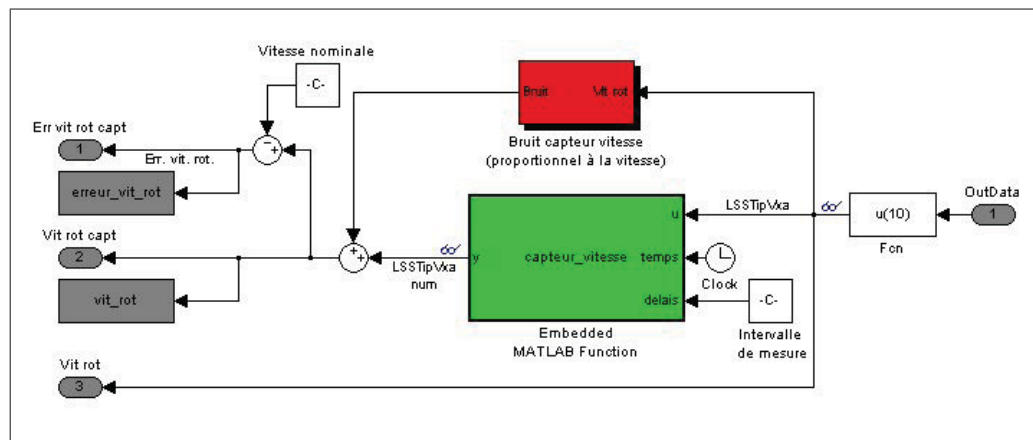 Vitesse nominale
-C-
Bruit
Vit rot
Bruit capteur vitesse
(proportionnel à la vitesse)
Err vit rot capt
1
Err. vit. rot.
erreur_vit_rot
-
+
Vit rot capt
2
vit_rot
+
+
LSSTipVxa
num
y
capteur_vitesse
u
temps
delais
Embedded
MATLAB Function
LSSTipVxa
Clock
-C-
Intervalle
de mesure
u(10)
Fcn
OutData
1
Vit rot
3